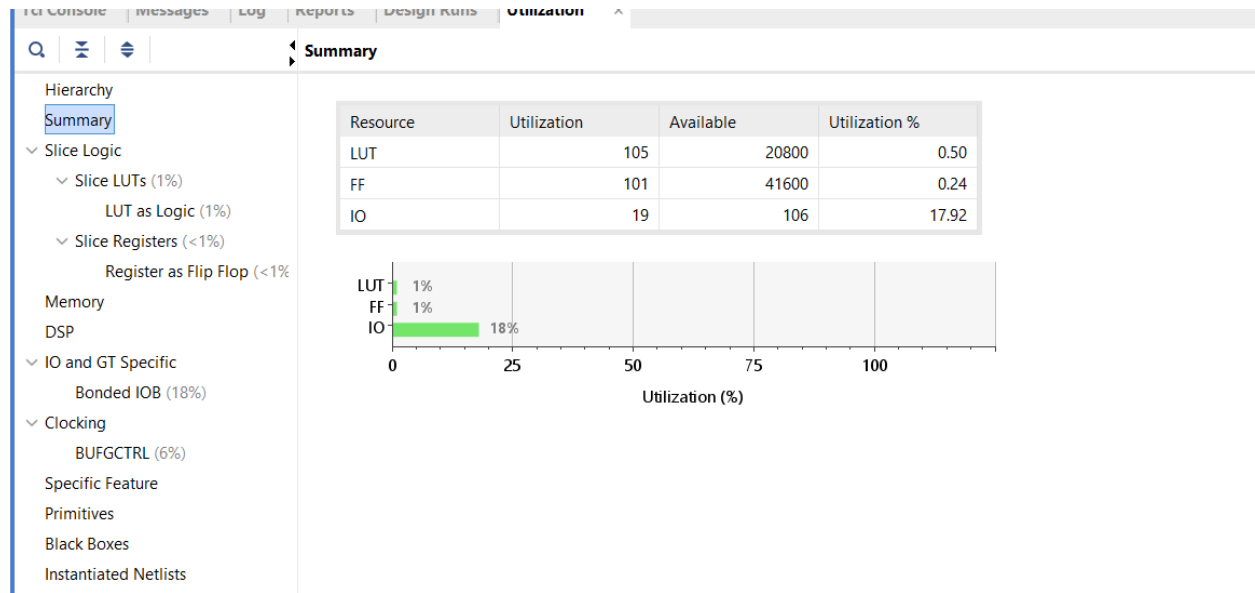 Tcl Console Messages Log Reports Design Runs Utilization ×
Summary
Hierarchy
Summary
Slice Logic
Slice LUTs (1%)
LUT as Logic (1%)
Slice Registers (<1%)
Register as Flip Flop (<1%
Memory
DSP
IO and GT Specific
Bonded IOB (18%)
Clocking
BUFGCTRL (6%)
Specific Feature
Primitives
Black Boxes
Instantiated Netlists
Resource Utilization Available Utilization %
LUT 105 20800 0.50
FF 101 41600 0.24
IO 19 106 17.92
LUT 1%
FF 1%
IO 18%
0 25 50 75 100
Utilization (%)